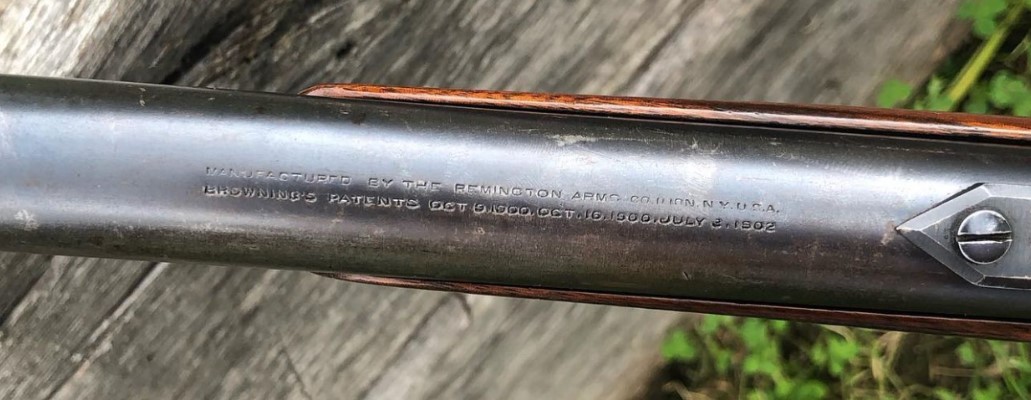 MANUFACTURED BY THE REMINGTON ARMS CO. ILION. N.Y. U.S.A.
BROWNING'S PATENTS OCT 9.1900.OCT.16.1900.JULY 2.1902